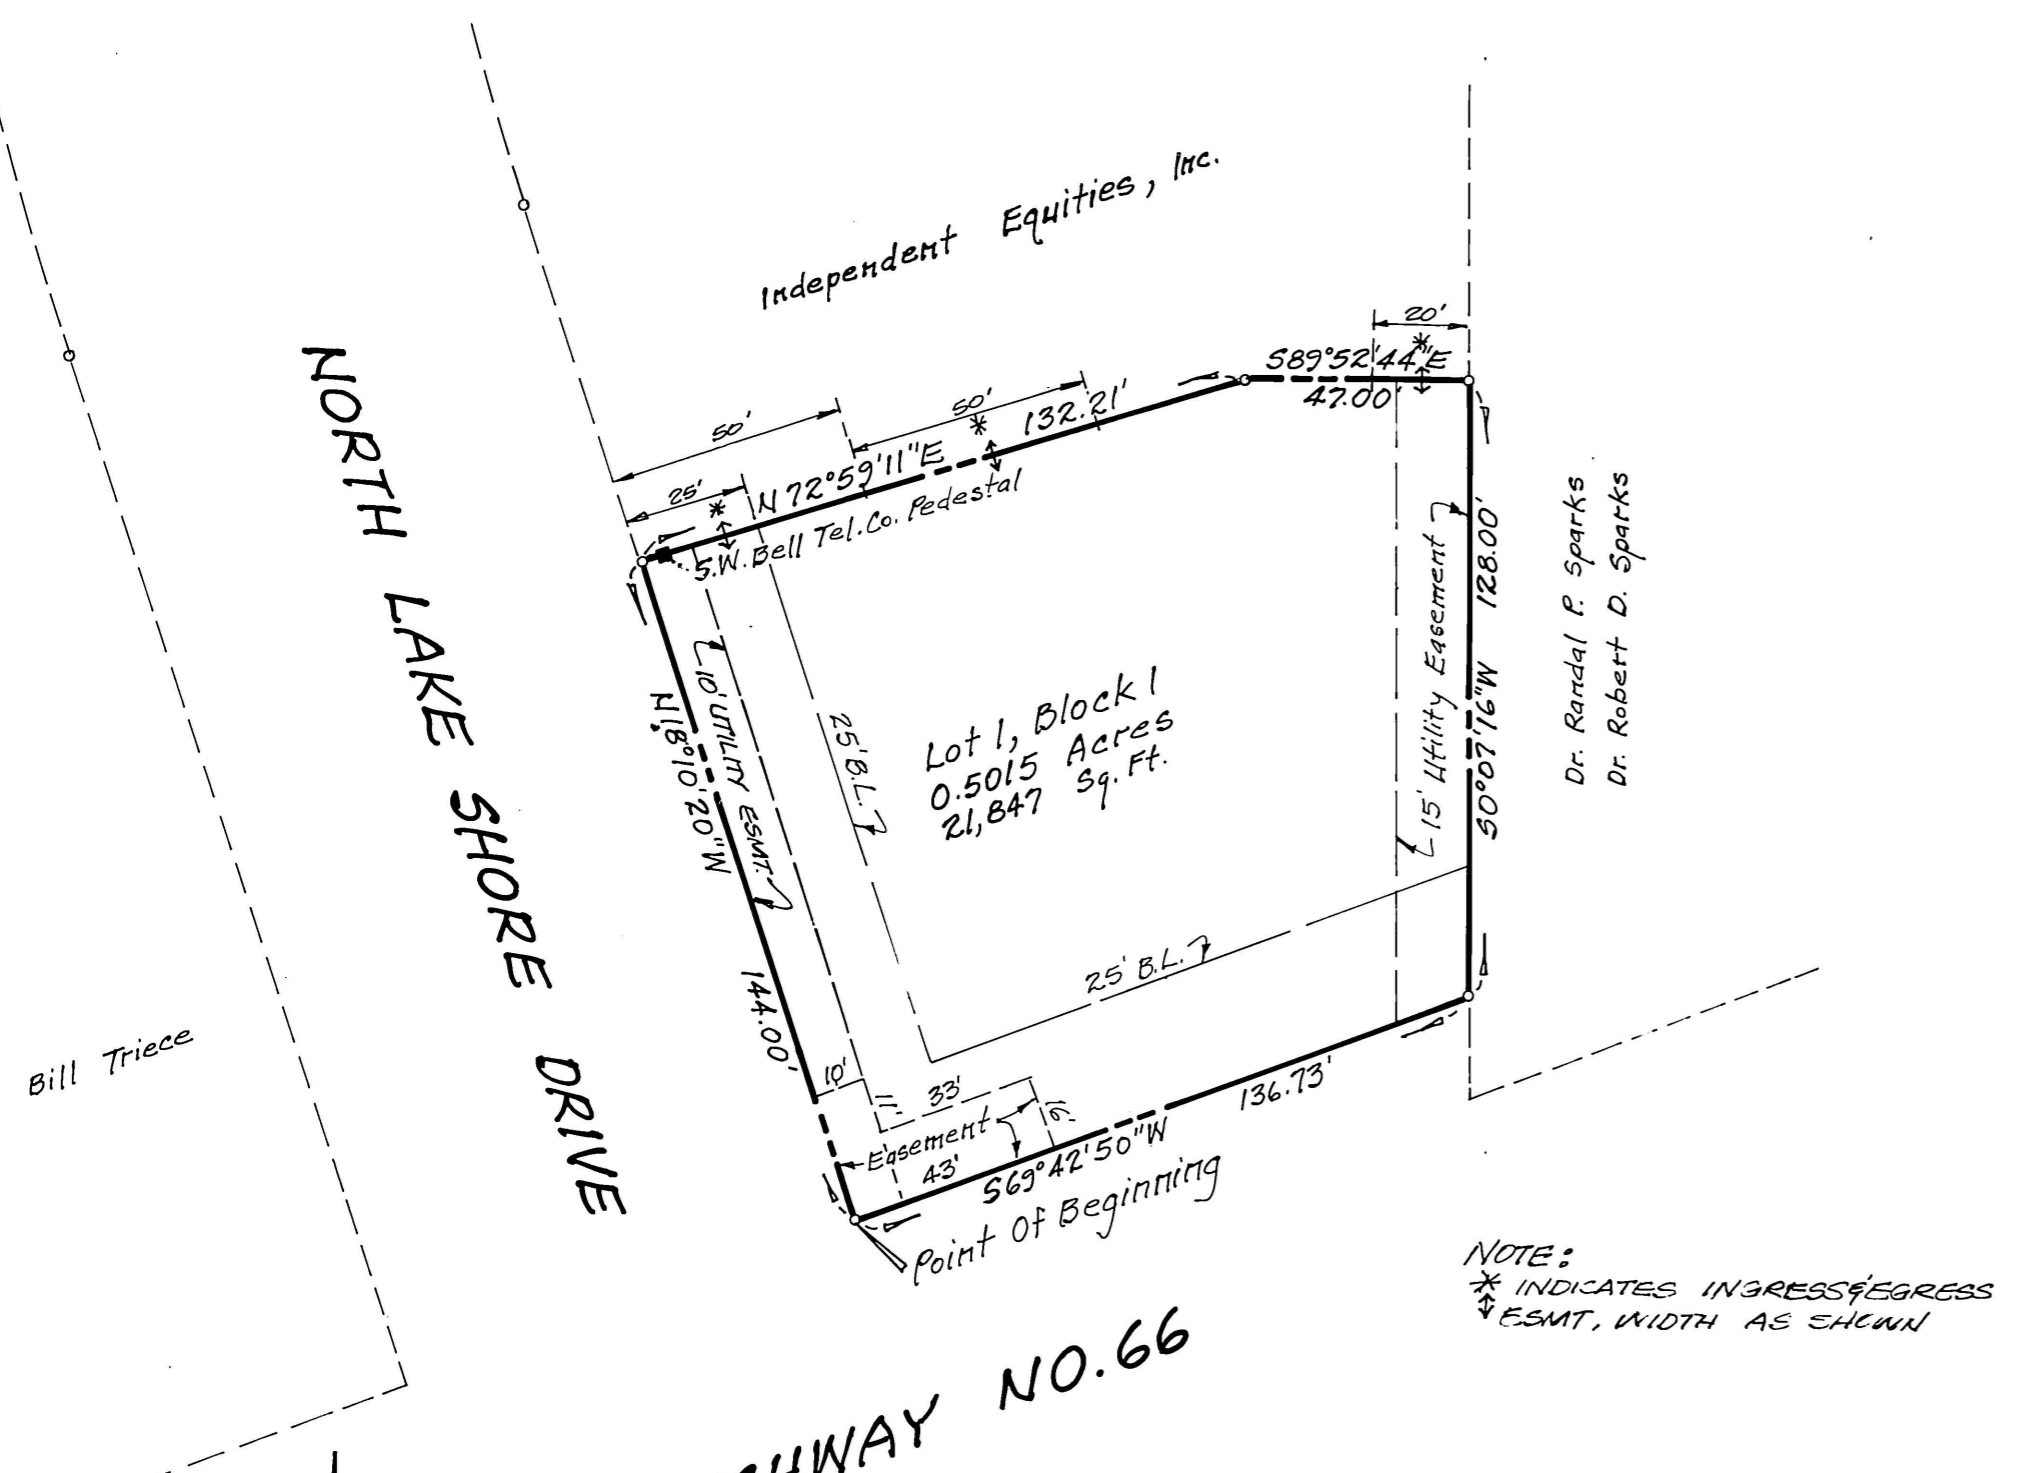 Independent Equities, Inc.
20'
S89°52'44"E
47.00'
50'
50'
132.21'
25'
N72°59'11"E
S.W. Bell Tel. Co. Pedestal
NORTH LAKE SHORE DRIVE
10' UTILITY ESMT.
N18°10'20"W
144.00'
25' B.L.
Lot 1, Block 1
0.5015 Acres
21,847 Sq. Ft.
15' Utility Easement
128.00'
S0°07'16"W
Dr. Randal P. Sparks
Dr. Robert D. Sparks
25' B.L.
Bill Triece
10'
11'
33'
16'
Easement
43'
136.73'
S69°42'50"W
Point Of Beginning
NOTE:
* INDICATES INGRESS & EGRESS
↕ ESMT, WIDTH AS SHOWN
HWAY NO.66